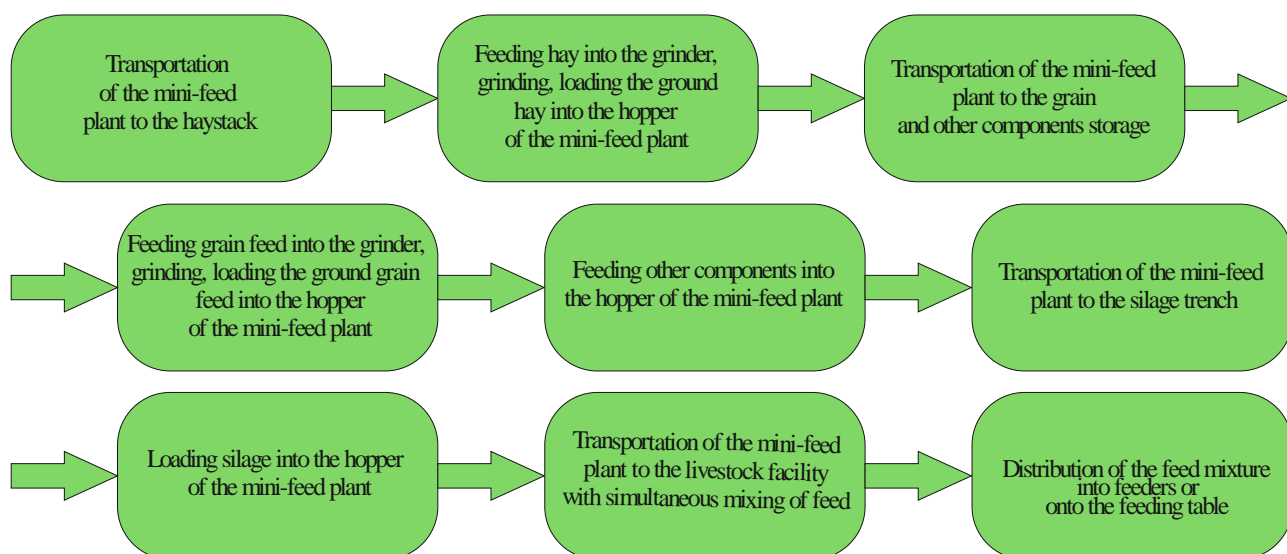 Transportation
of the mini-feed
plant to the haystack
Feeding hay into the grinder,
grinding, loading the ground
hay into the hopper
of the mini-feed plant
Transportation of the mini-feed
plant to the grain
and other components storage
Feeding grain feed into the grinder,
grinding, loading the ground grain
feed into the hopper
of the mini-feed plant
Feeding other components into
the hopper of the mini-feed plant
Transportation of the mini-feed
plant to the silage trench
Loading silage into the hopper
of the mini-feed plant
Transportation of the mini-feed
plant to the livestock facility
with simultaneous mixing of feed
Distribution of the feed mixture
into feeders or
onto the feeding table